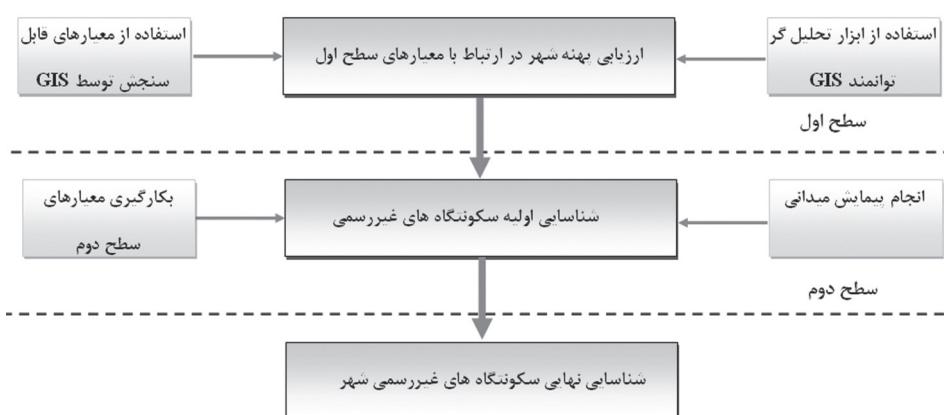 استفاده از ابزار تحلیل گر
توانمند GIS
ارزیابی پهنه شهر در ارتباط با معیارهای سطح اول
استفاده از معیارهای قابل
سنجش توسط GIS
سطح اول
انجام پیمایش میدانی
شناسایی اولیه سکونتگاه های غیررسمی
بکارگیری معیارهای
سطح دوم
سطح دوم
شناسایی نهایی سکونتگاه های غیررسمی شهر